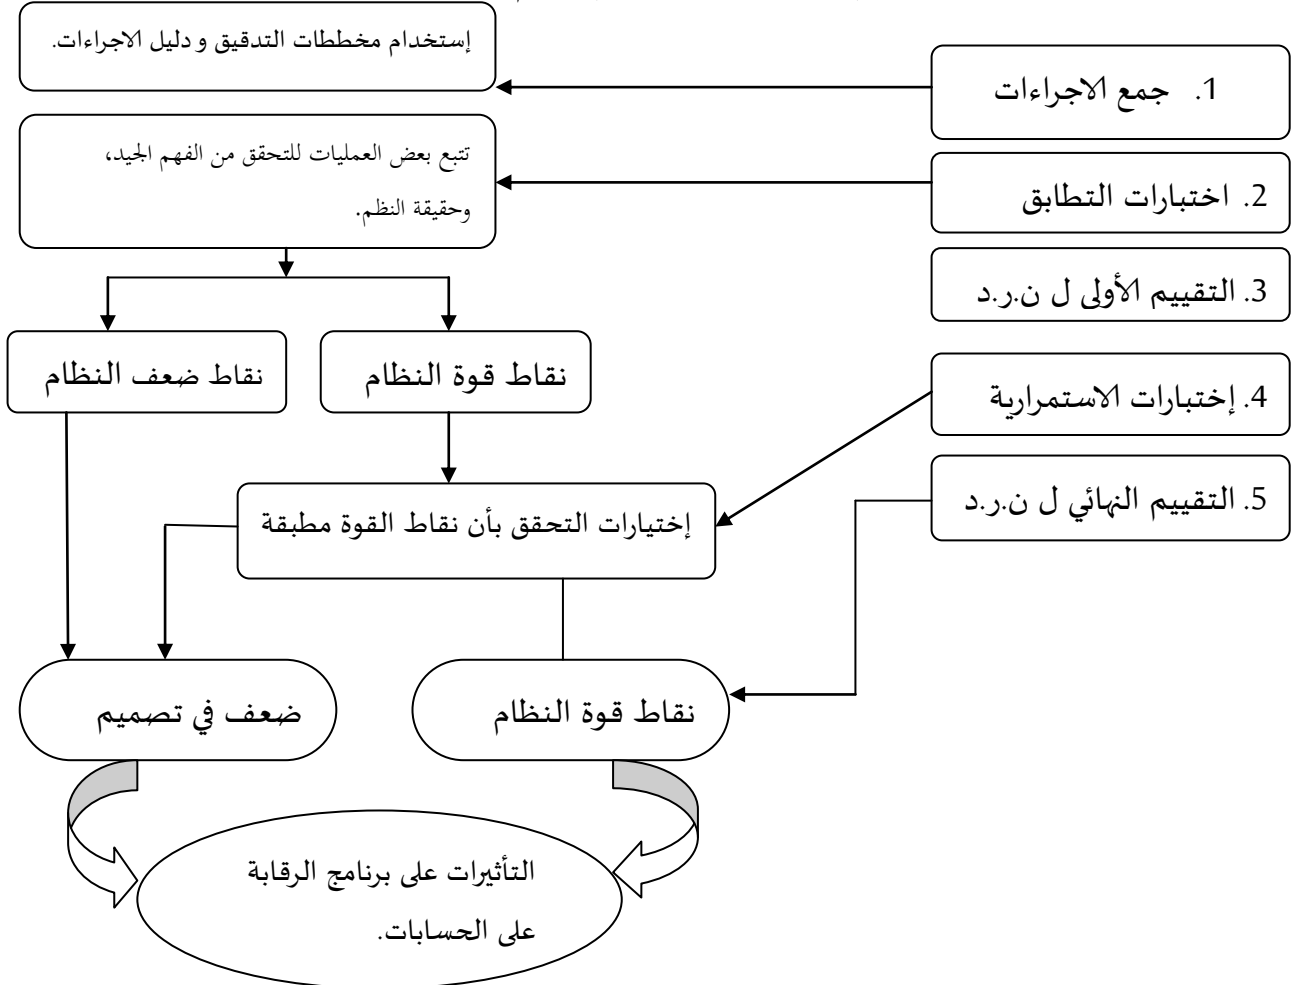 إستخدام مخططات التدقيق و دليل الاجراءات.
1. جمع الاجراءات
تتبع بعض العمليات للتحقق من الفهم الجيد،
وحقيقة النظم.
2. اختبارات التطابق
3. التقييم الأولى ل ن.ر.د
نقاط قوة النظام
نقاط ضعف النظام
4. إختبارات الاستمرارية
5. التقييم النهائي ل ن.ر.د
إختيارات التحقق بأن نقاط القوة مطبقة
نقاط قوة النظام
ضعف في تصميم
التأثيرات على برنامج الرقابة
على الحسابات.